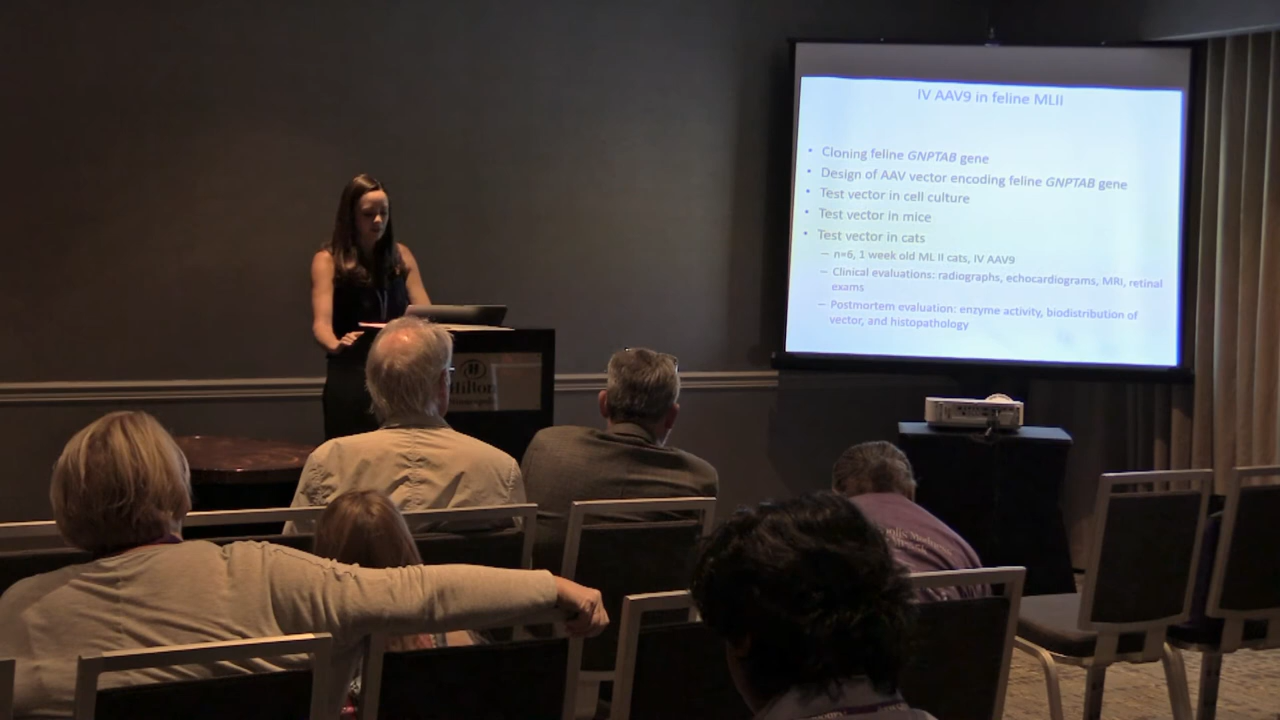 IV AAV9 in feline MLII
• Cloning feline GNPTAB gene
• Design of AAV vector encoding feline GNPTAB gene
• Test vector in cell culture
• Test vector in mice
• Test vector in cats
– n=6, 1 week old ML II cats, IV AAV9
– Clinical evaluations: radiographs, echocardiograms, MRI, retinal
exams
– Postmortem evaluation: enzyme activity, biodistribution of
vector, and histopathology
Hilton